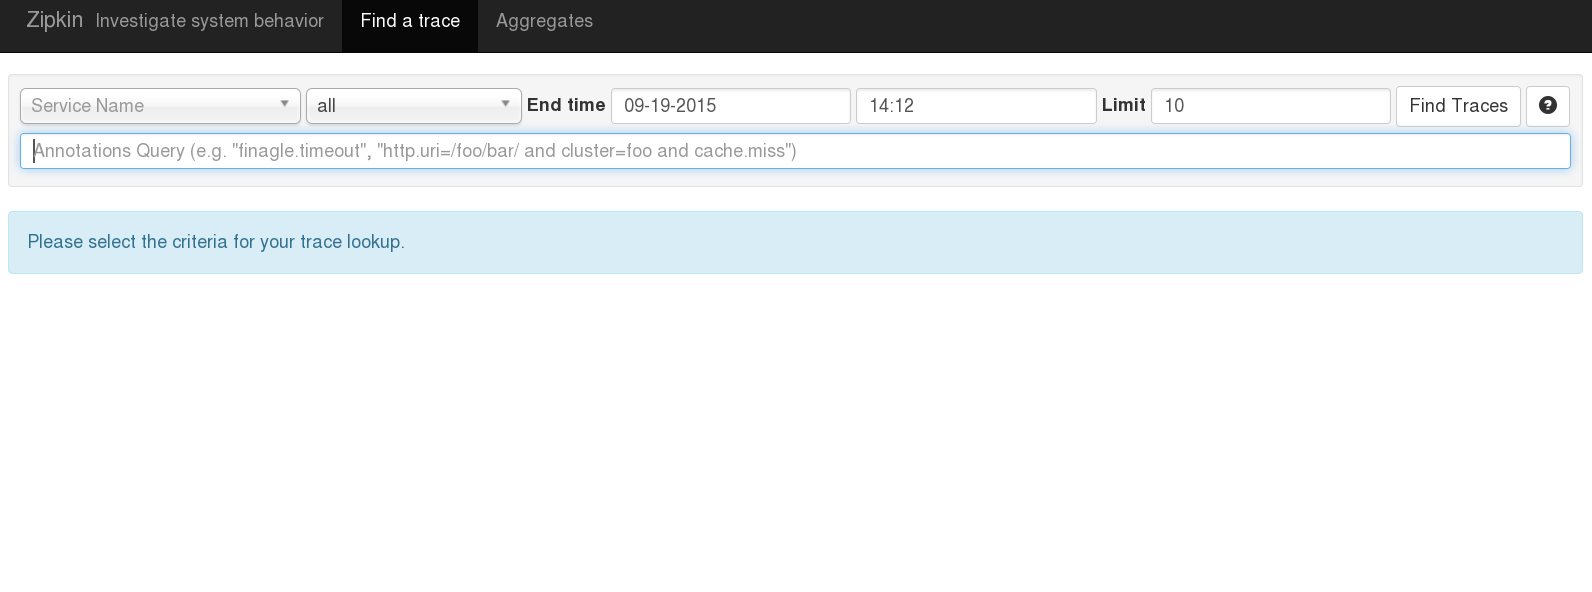 Zipkin Investigate system behavior Find a trace Aggregates
Service Name all End time 09-19-2015 14:12 Limit 10 Find Traces ?
Annotations Query (e.g. "finagle.timeout", "http.uri=/foo/bar/ and cluster=foo and cache.miss")
Please select the criteria for your trace lookup.